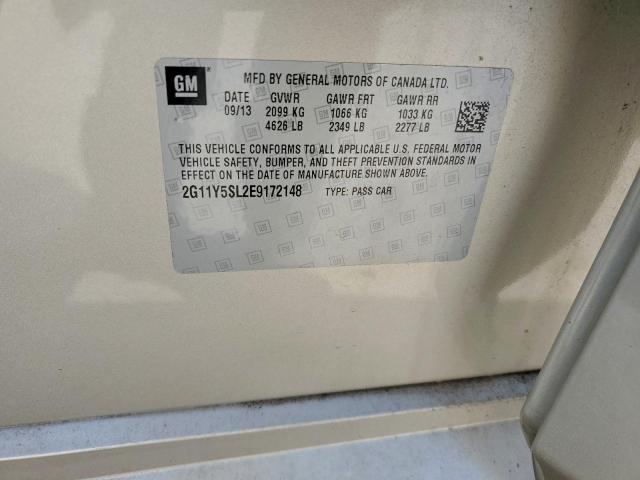 GM
MFD BY GENERAL MOTORS OF CANADA LTD.
DATE GVWR GAWR FRT GAWR RR
09/13 2099 KG 1066 KG 1033 KG
4626 LB 2349 LB 2277 LB
THIS VEHICLE CONFORMS TO ALL APPLICABLE U.S. FEDERAL MOTOR
VEHICLE SAFETY, BUMPER, AND THEFT PREVENTION STANDARDS IN
EFFECT ON THE DATE OF MANUFACTURE SHOWN ABOVE.
2G11Y5SL2E9172148 TYPE: PASS CAR